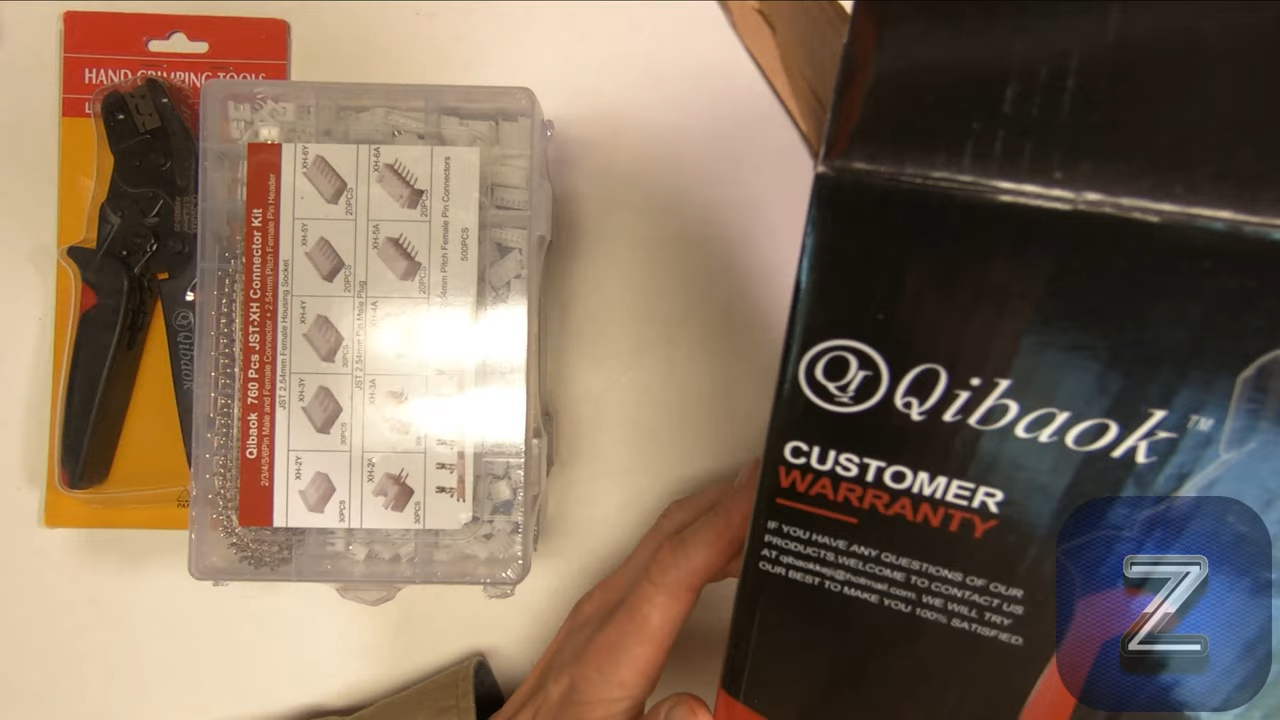 HAND CRIMPING TOOLS
Qibaok
Qibaok 760 Pcs JST-XH Connector Kit
2/3/4/5/6Pin Male and Female Connector + 2.54mm Pitch Female Pin Header
JST 2.54mm Female Housing Socket
XH-6Y
20PCS
XH-5Y
20PCS
XH-4Y
30PCS
XH-3Y
30PCS
XH-2Y
30PCS
JST 2.54mm Pin Male Plug
XH-6A
20PCS
XH-5A
20PCS
XH-4A
XH-3A
30PCS
XH-2A
30PCS
Pitch Female Pin Connectors
500PCS
Qr Qibaok™
CUSTOMER
WARRANTY
IF YOU HAVE ANY QUESTIONS OF OUR
PRODUCTS,WELCOME TO CONTACT US
AT qibaokkeji@hotmail.com. WE WILL TRY
OUR BEST TO MAKE YOU 100% SATISFIED.
Z